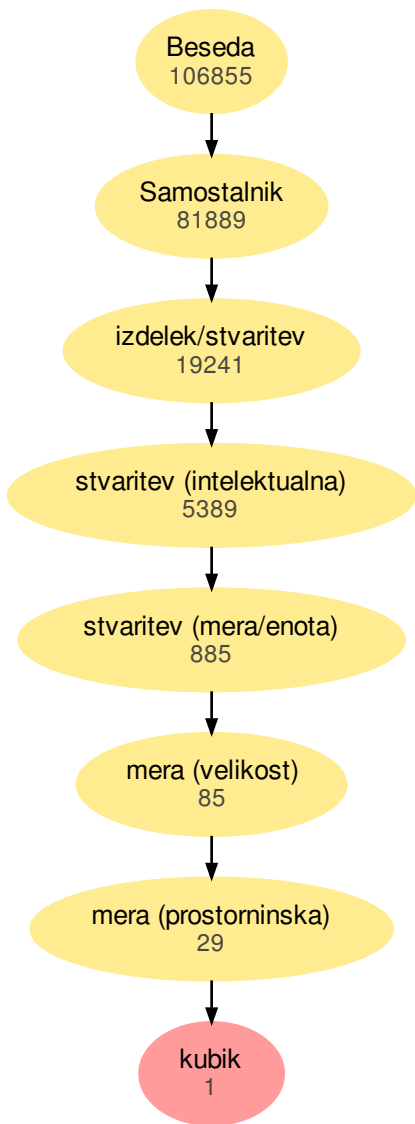 Beseda
106855
Samostalnik
81889
izdelek/stvaritev
19241
stvaritev (intelektualna)
5389
stvaritev (mera/enota)
885
mera (velikost)
85
mera (prostorninska)
29
kubik
1